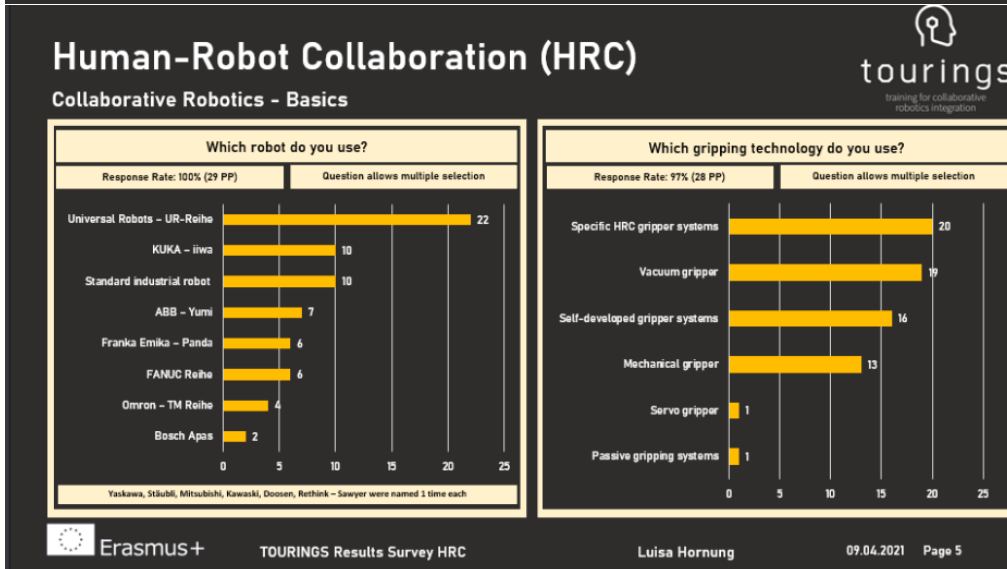 Human-Robot Collaboration (HRC)
Collaborative Robotics - Basics
tourings
training for collaborative
robotics integration
Which robot do you use?
Response Rate: 100% (29 PP)
Question allows multiple selection
Universal Robots – UR-Reihe
22
KUKA – iiwa
10
Standard industrial robot
10
ABB – Yumi
7
Franka Emika – Panda
6
FANUC Reihe
6
Omron – TM Reihe
4
Bosch Apas
2
0 5 10 15 20 25
Yaskawa, Stäubli, Mitsubishi, Kawaski, Doosen, Rethink – Sawyer were named 1 time each
Which gripping technology do you use?
Response Rate: 97% (28 PP)
Question allows multiple selection
Specific HRC gripper systems
20
Vacuum gripper
19
Self-developed gripper systems
16
Mechanical gripper
13
Servo gripper
1
Passive gripping systems
1
0 5 10 15 20 25
Erasmus+
TOURINGS Results Survey HRC
Luisa Hornung
09.04.2021 Page 5